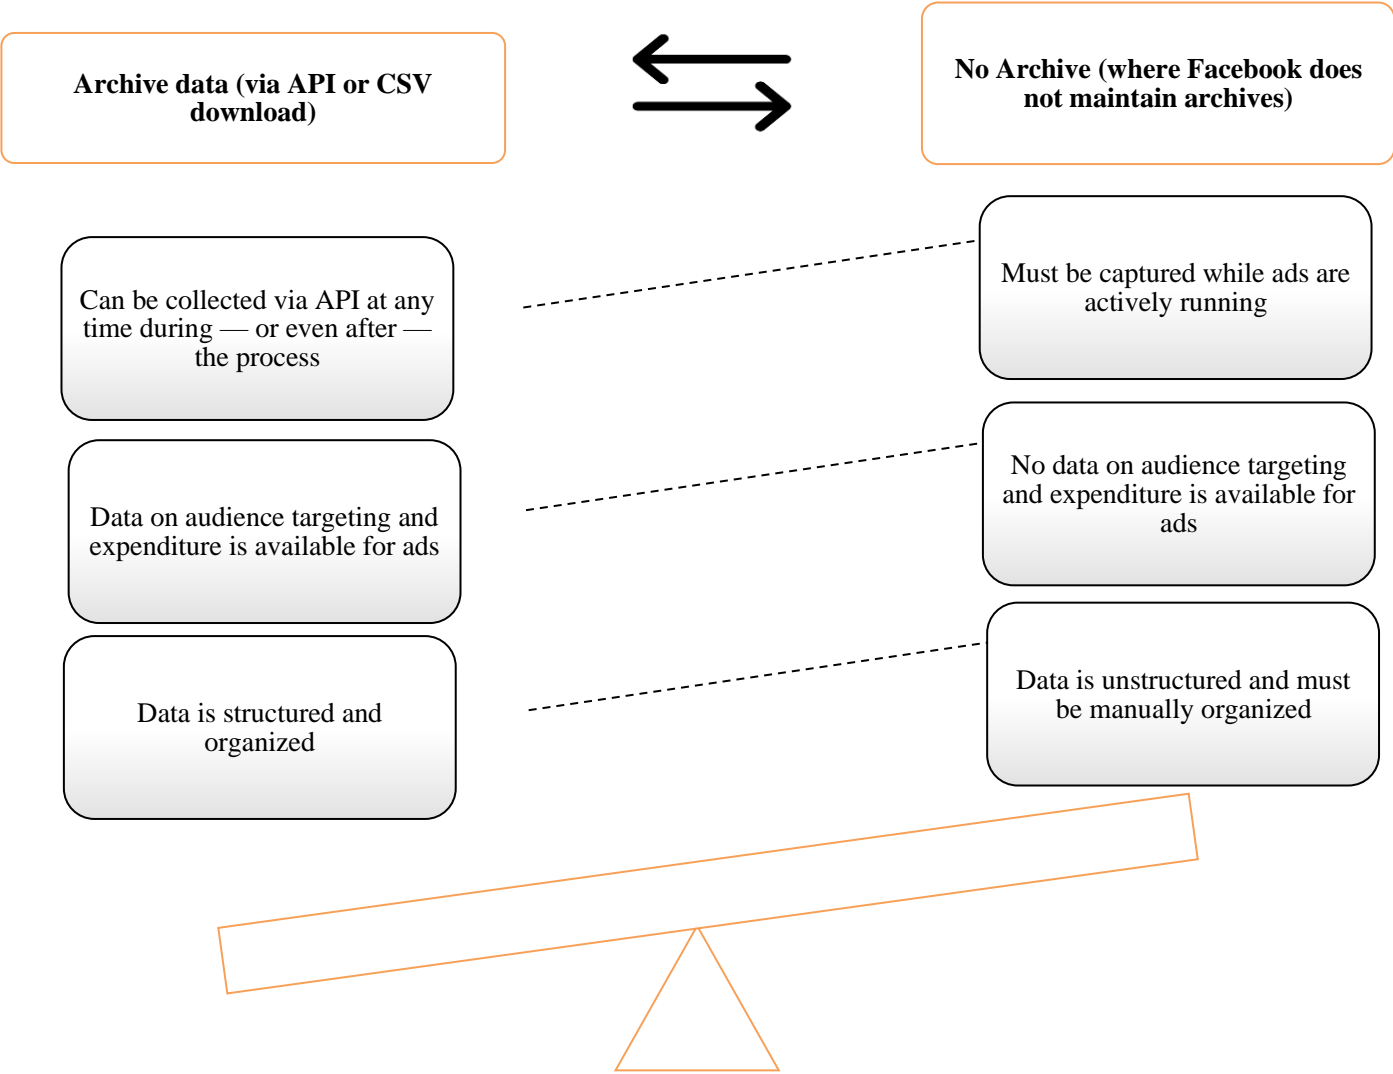 Archive data (via API or CSV
download)
No Archive (where Facebook does
not maintain archives)
Can be collected via API at any
time during — or even after —
the process
Must be captured while ads are
actively running
Data on audience targeting and
expenditure is available for ads
No data on audience targeting
and expenditure is available for
ads
Data is structured and
organized
Data is unstructured and must
be manually organized